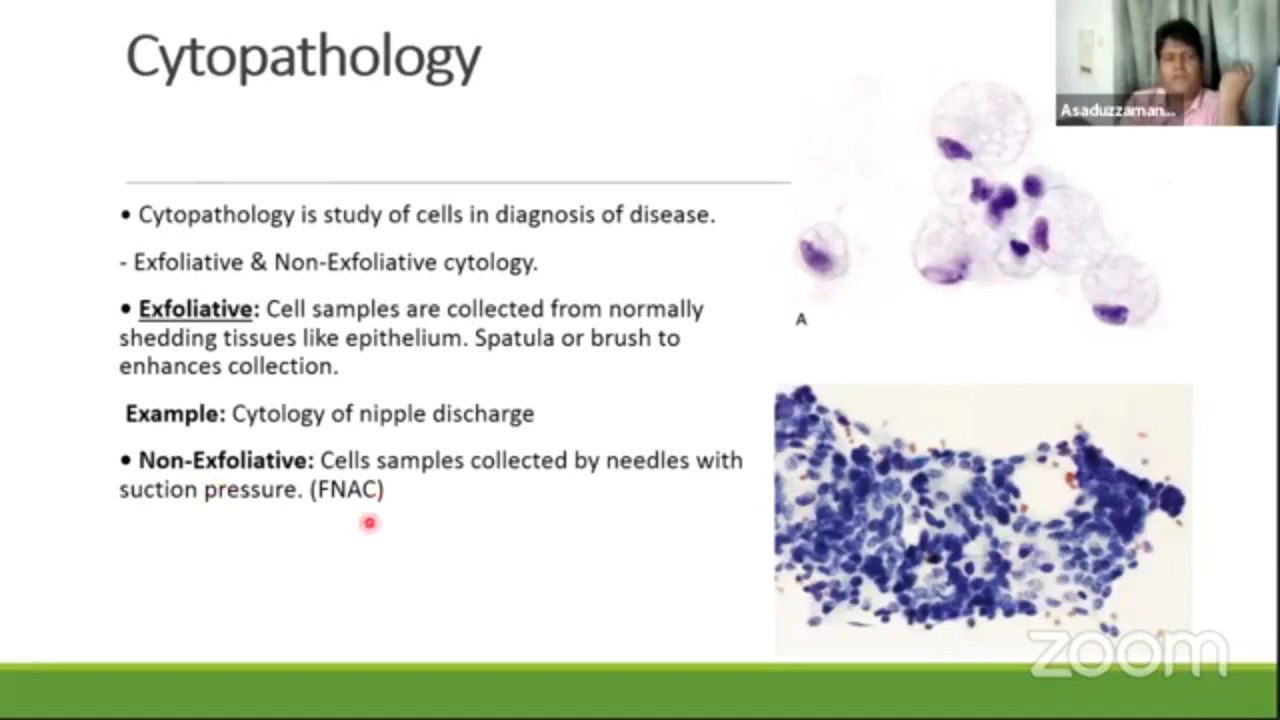 Cytopathology
Asaduzzaman...
• Cytopathology is study of cells in diagnosis of disease.
- Exfoliative & Non-Exfoliative cytology.
• Exfoliative: Cell samples are collected from normally
shedding tissues like epithelium. Spatula or brush to
enhances collection.
Example: Cytology of nipple discharge
• Non-Exfoliative: Cells samples collected by needles with
suction pressure. (FNAC)
A
zoom